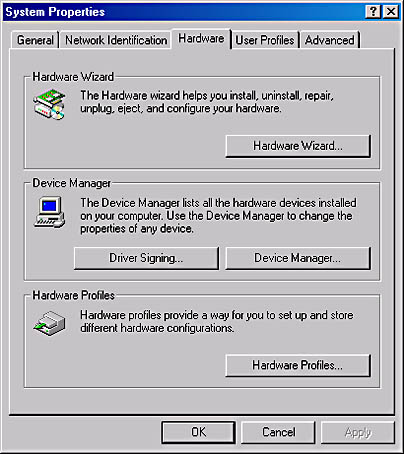 System Properties
General Network Identification Hardware User Profiles Advanced
Hardware Wizard
The Hardware wizard helps you install, uninstall, repair,
unplug, eject, and configure your hardware.
Hardware Wizard...
Device Manager
The Device Manager lists all the hardware devices installed
on your computer. Use the Device Manager to change the
properties of any device.
Driver Signing... Device Manager...
Hardware Profiles
Hardware profiles provide a way for you to set up and store
different hardware configurations.
Hardware Profiles...
OK Cancel Apply